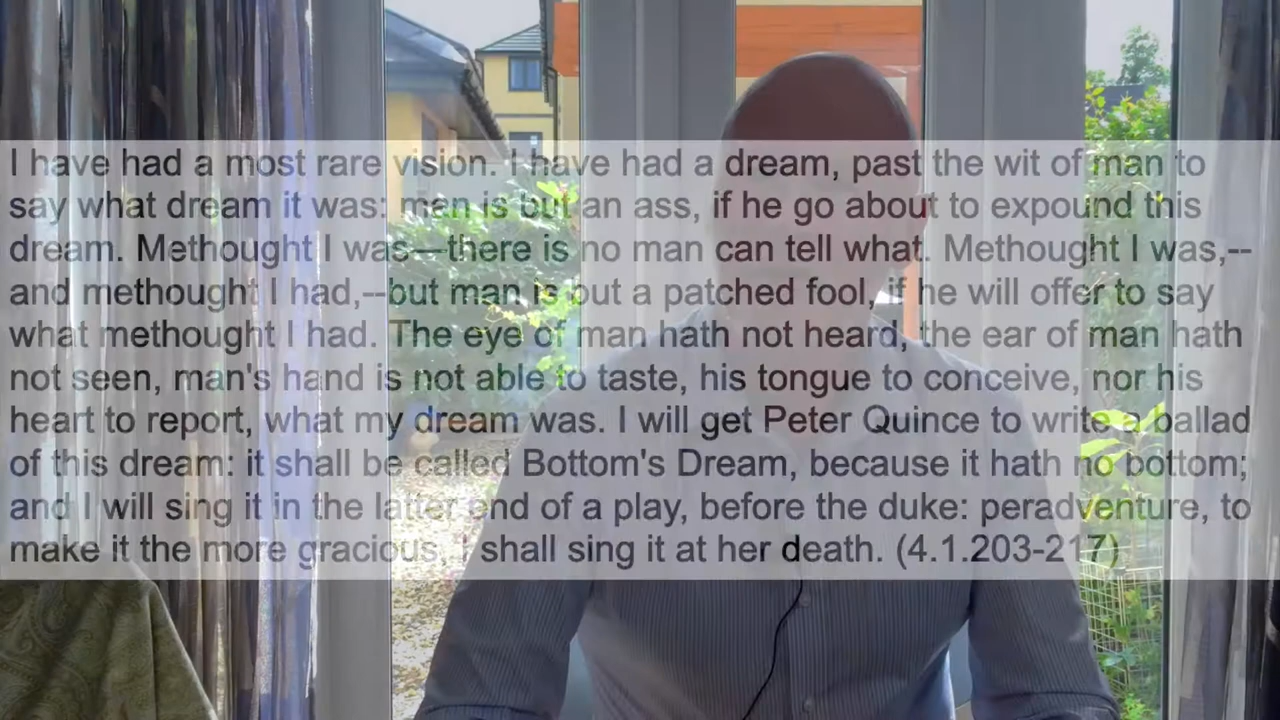 I have had a most rare vision. I have had a dream, past the wit of man to
say what dream it was: man is but an ass, if he go about to expound this
dream. Methought I was—there is no man can tell what. Methought I was,--
and methought I had,--but man is but a patched fool, if he will offer to say
what methought I had. The eye of man hath not heard, the ear of man hath
not seen, man's hand is not able to taste, his tongue to conceive, nor his
heart to report, what my dream was. I will get Peter Quince to write a ballad
of this dream: it shall be called Bottom's Dream, because it hath no bottom;
and I will sing it in the latter end of a play, before the duke: peradventure, to
make it the more gracious, I shall sing it at her death. (4.1.203-217)